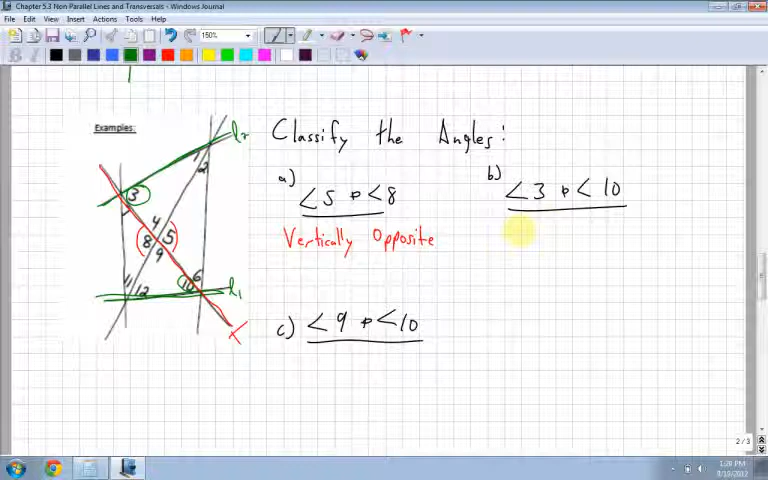 Chapter 5.3 Non Parallel Lines and Transversals - Windows Journal
File Edit View Insert Actions Tools Help
150%
B I
Examples:
Classify the Angles:
a) <5 + <8
Vertically Opposite
b) <3 + <10
c) <9 + <10
l2
3
1
2
4
8 5
9
11 12
10 6
l1
2 / 3
1:28 PM